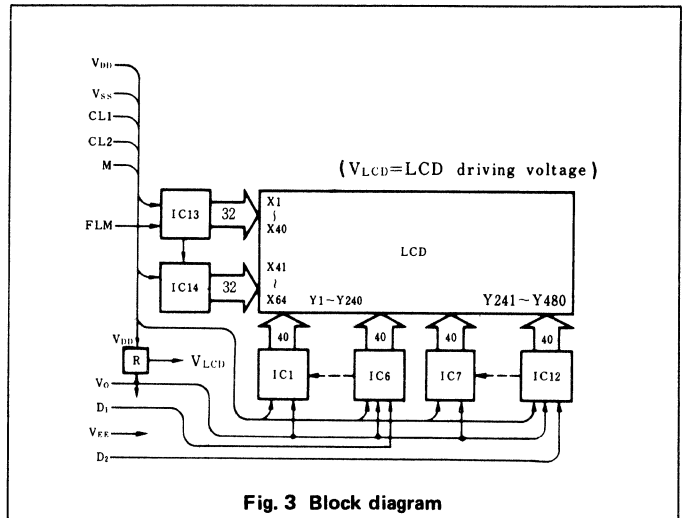 VDD
VSS
CL1
CL2
M
(VLCD=LCD driving voltage)
FLM
IC13
32
X1
~
X40
LCD
IC14
32
X41
~
X64
Y1~Y240
Y241~Y480
40
40
40
40
VDD
R
VLCD
IC1
IC6
IC7
IC12
V0
D1
VEE
D2
Fig. 3 Block diagram